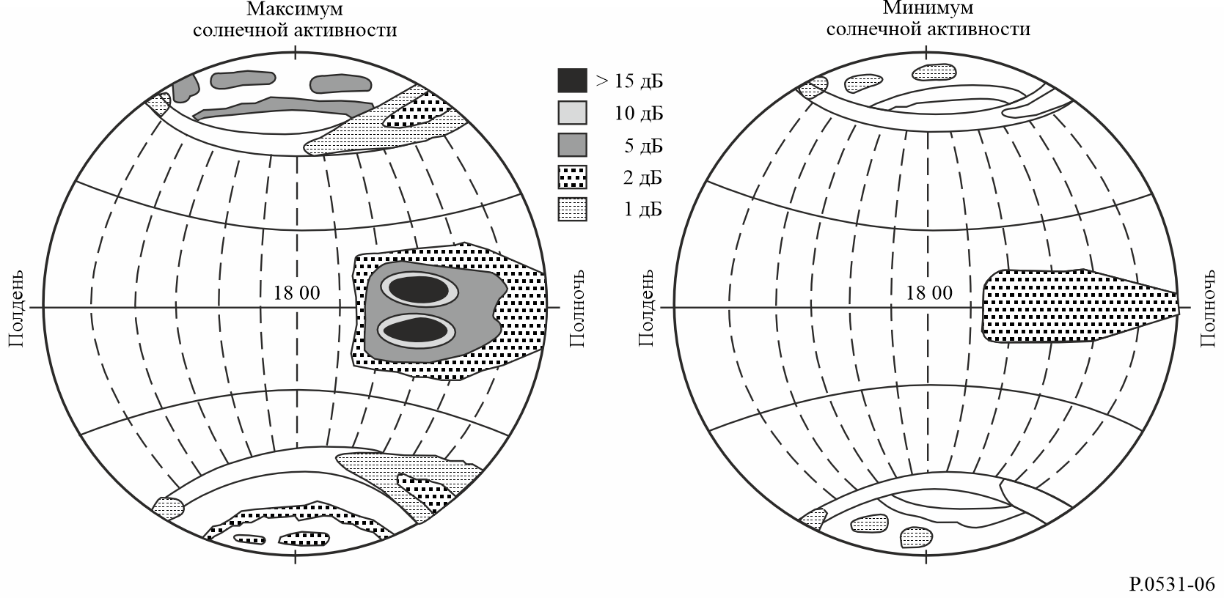 Максимум
солнечной активности
Минимум
солнечной активности
> 15 дБ
10 дБ
5 дБ
2 дБ
1 дБ
Полдень
18 00
Полночь
Полдень
18 00
Полночь
P.0531-06